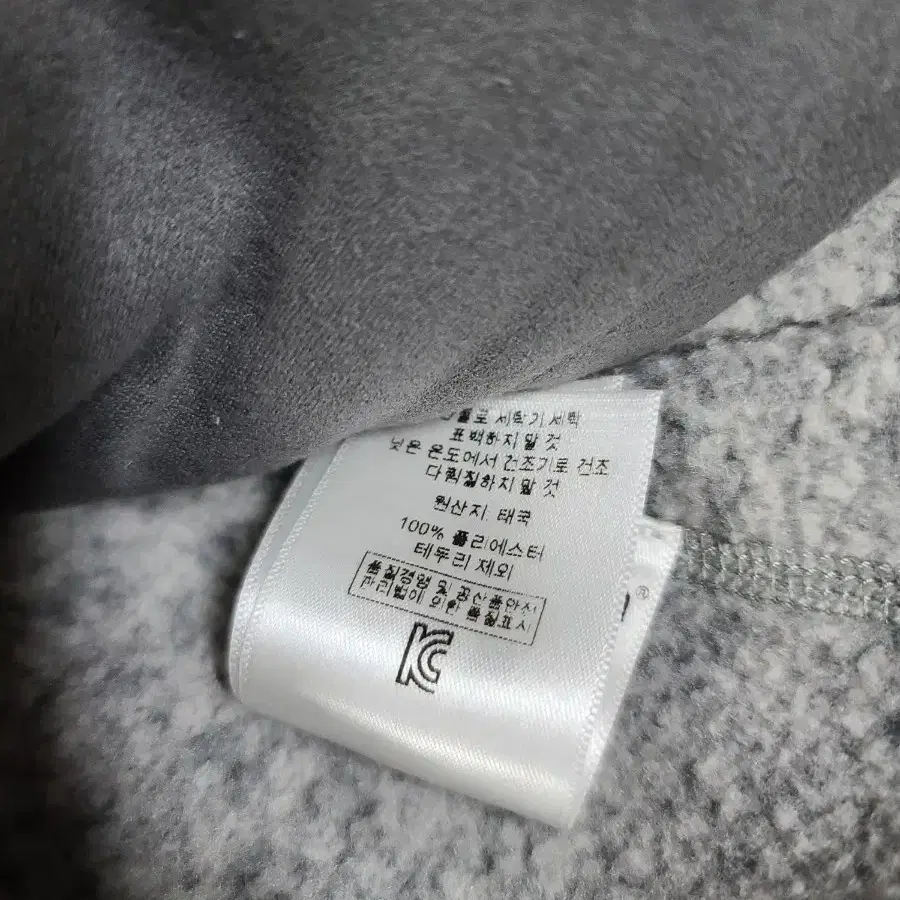 로 세탁기 세탁
표백하지 말 것
낮은 온도에서 건조기로 건조
다림질하지 말 것
원산지: 태국
100% 폴리에스터
테두리 제외
품질경영 및 공산품안전
관리법에 의한 품질표시
KC
®